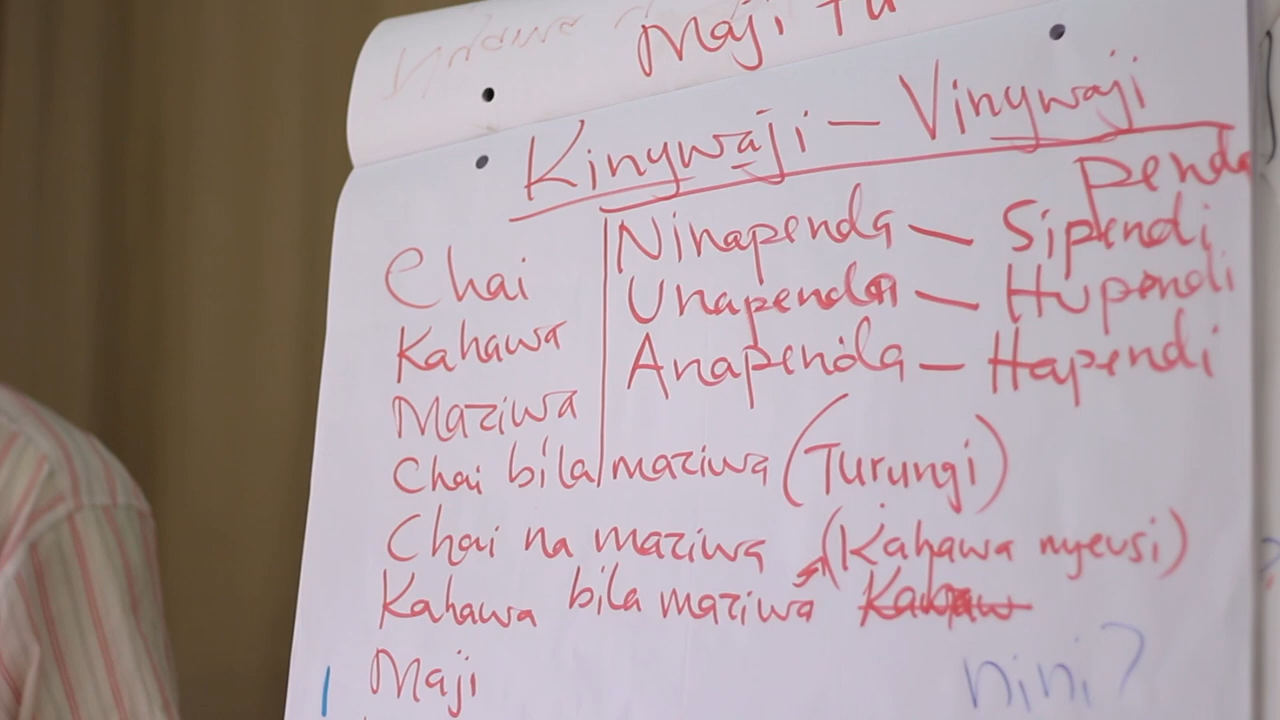 Maji Tu
Kinywaji – Vinywaji
Penda
Ninapenda – Sipendi
Unapenda – Hupendi
Anapenda – Hapendi
Chai
Kahawa
Maziwa
Chai bila maziwa (Turungi)
Chai na maziwa
Kahawa bila maziwa (Kahawa nyeusi)
Maji
nini?